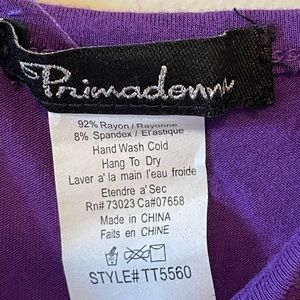 Primadonna
92% Rayon / Rayonne
8% Spandex / Elastique
Hand Wash Cold
Hang To Dry
Laver a' la main l'eau froide
Etendre a' Sec
Rn# 73023 Ca#07658
Made in CHINA
Faits en CHINE
STYLE# TT5560